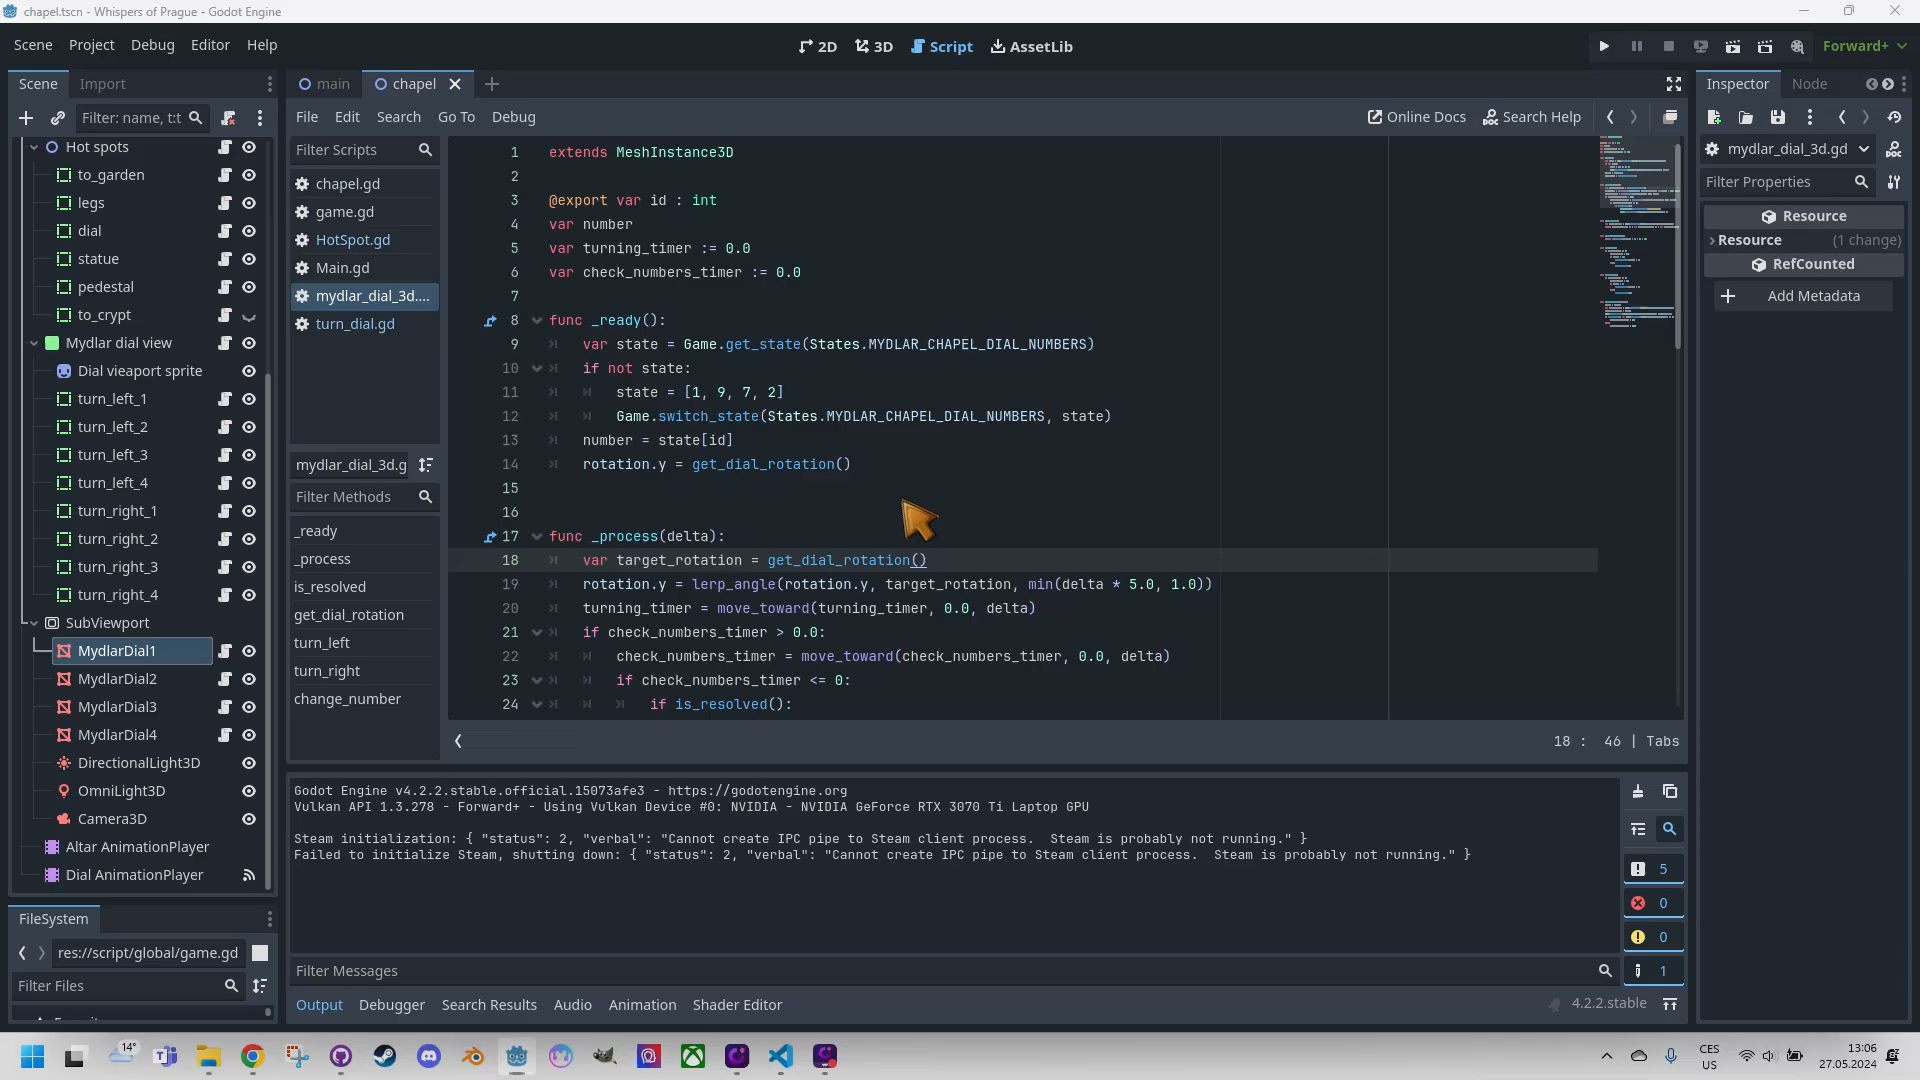 chapel.tscn - Whispers of Prague - Godot Engine
Scene Project Debug Editor Help
2D 3D Script AssetLib
Forward+
Scene Import
Filter: name, t:t
Hot spots
to_garden
legs
dial
statue
pedestal
to_crypt
Mydlar dial view
Dial vieaport sprite
turn_left_1
turn_left_2
turn_left_3
turn_left_4
turn_right_1
turn_right_2
turn_right_3
turn_right_4
SubViewport
MydlarDial1
MydlarDial2
MydlarDial3
MydlarDial4
DirectionalLight3D
OmniLight3D
Camera3D
Altar AnimationPlayer
Dial AnimationPlayer
FileSystem
res://script/global/game.gd
Filter Files
main chapel
File Edit Search Go To Debug
Online Docs Search Help
Filter Scripts
chapel.gd
game.gd
HotSpot.gd
Main.gd
mydlar_dial_3d....
turn_dial.gd
mydlar_dial_3d.g
Filter Methods
_ready
_process
is_resolved
get_dial_rotation
turn_left
turn_right
change_number
1 extends MeshInstance3D
2
3 @export var id : int
4 var number
5 var turning_timer := 0.0
6 var check_numbers_timer := 0.0
7
8 func _ready():
9 var state = Game.get_state(States.MYDLAR_CHAPEL_DIAL_NUMBERS)
10 if not state:
11 state = [1, 9, 7, 2]
12 Game.switch_state(States.MYDLAR_CHAPEL_DIAL_NUMBERS, state)
13 number = state[id]
14 rotation.y = get_dial_rotation()
15
16
17 func _process(delta):
18 var target_rotation = get_dial_rotation()
19 rotation.y = lerp_angle(rotation.y, target_rotation, min(delta * 5.0, 1.0))
20 turning_timer = move_toward(turning_timer, 0.0, delta)
21 if check_numbers_timer > 0.0:
22 check_numbers_timer = move_toward(check_numbers_timer, 0.0, delta)
23 if check_numbers_timer <= 0:
24 if is_resolved():
18 : 46 | Tabs
Godot Engine v4.2.2.stable.official.15073afe3 - https://godotengine.org
Vulkan API 1.3.278 - Forward+ - Using Vulkan Device #0: NVIDIA - NVIDIA GeForce RTX 3070 Ti Laptop GPU
Steam initialization: { "status": 2, "verbal": "Cannot create IPC pipe to Steam client process.  Steam is probably not running." }
Failed to initialize Steam, shutting down: { "status": 2, "verbal": "Cannot create IPC pipe to Steam client process.  Steam is probably not running." }
5
0
0
1
Filter Messages
Output Debugger Search Results Audio Animation Shader Editor
4.2.2.stable
Inspector Node
mydlar_dial_3d.gd
Filter Properties
Resource
Resource (1 change)
RefCounted
Add Metadata
14°
CES
US
13:06
27.05.2024